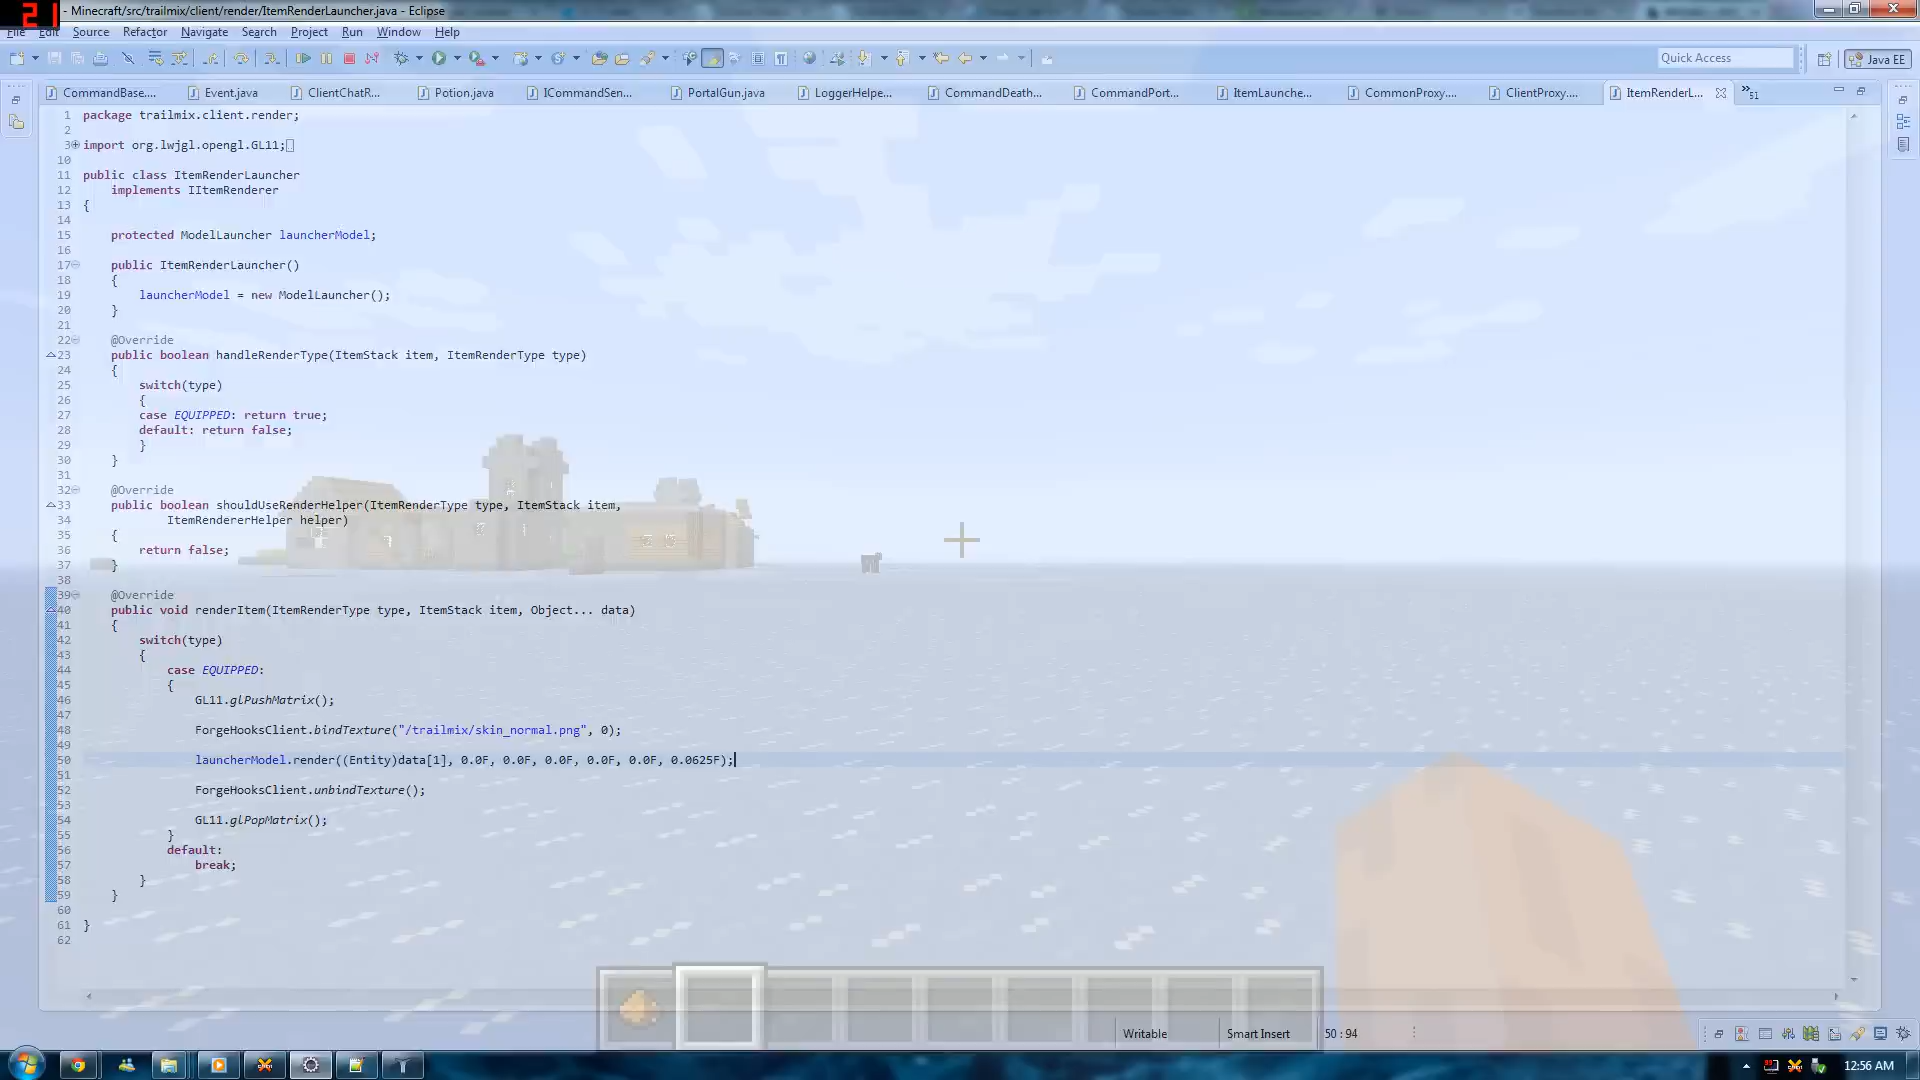 21 - Minecraft/src/trailmix/client/render/ItemRenderLauncher.java - Eclipse
File Edit Source Refactor Navigate Search Project Run Window Help
Quick Access
Java EE
CommandBase.... Event.java ClientChatR... Potion.java ICommandSen... PortalGun.java LoggerHelpe... CommandDeath... CommandPort... ItemLaunche... CommonProxy.... ClientProxy.... ItemRenderL... »51
1 package trailmix.client.render;
2
3 import org.lwjgl.opengl.GL11;
10
11 public class ItemRenderLauncher
12 implements IItemRenderer
13 {
14
15 protected ModelLauncher launcherModel;
16
17 public ItemRenderLauncher()
18 {
19 launcherModel = new ModelLauncher();
20 }
21
22 @Override
23 public boolean handleRenderType(ItemStack item, ItemRenderType type)
24 {
25 switch(type)
26 {
27 case EQUIPPED: return true;
28 default: return false;
29 }
30 }
31
32 @Override
33 public boolean shouldUseRenderHelper(ItemRenderType type, ItemStack item,
34 ItemRendererHelper helper)
35 {
36 return false;
37 }
38
39 @Override
40 public void renderItem(ItemRenderType type, ItemStack item, Object... data)
41 {
42 switch(type)
43 {
44 case EQUIPPED:
45 {
46 GL11.glPushMatrix();
47
48 ForgeHooksClient.bindTexture("/trailmix/skin_normal.png", 0);
49
50 launcherModel.render((Entity)data[1], 0.0F, 0.0F, 0.0F, 0.0F, 0.0F, 0.0625F);
51
52 ForgeHooksClient.unbindTexture();
53
54 GL11.glPopMatrix();
55 }
56 default:
57 break;
58 }
59 }
60
61 }
62
Writable Smart Insert 50 : 94
12:56 AM